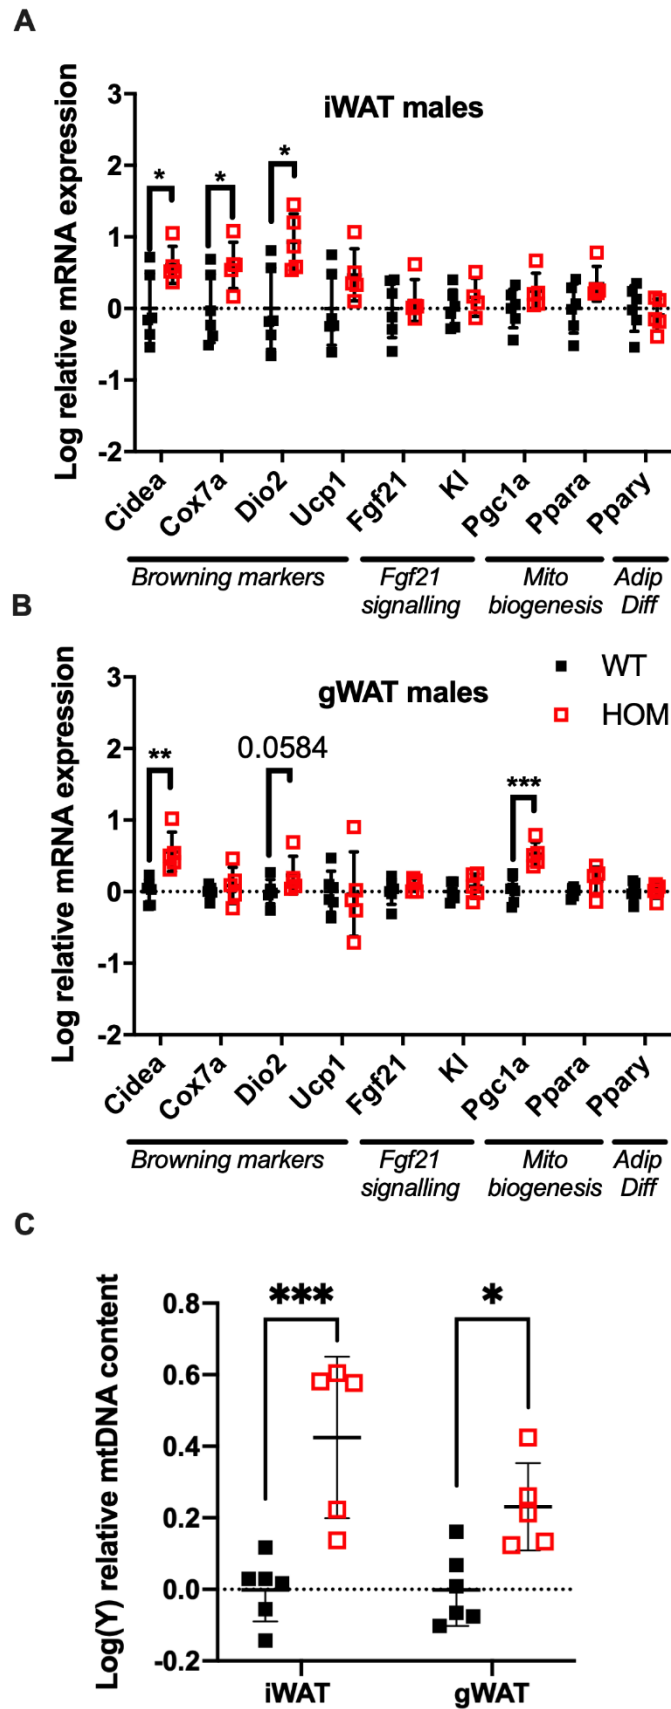 A
iWAT males
Log relative mRNA expression
3
2
1
0
-1
-2
* * *
Cidea Cox7a Dio2 Ucp1 Fgf21 Kl Pgc1a Ppara Ppary
Browning markers Fgf21 signalling Mito biogenesis Adip Diff
B
gWAT males
WT
HOM
Log relative mRNA expression
3
2
1
0
-1
-2
** 0.0584 ***
Cidea Cox7a Dio2 Ucp1 Fgf21 Kl Pgc1a Ppara Ppary
Browning markers Fgf21 signalling Mito biogenesis Adip Diff
C
Log(Y) relative mtDNA content
0.8
0.6
0.4
0.2
0.0
-0.2
*** *
iWAT gWAT